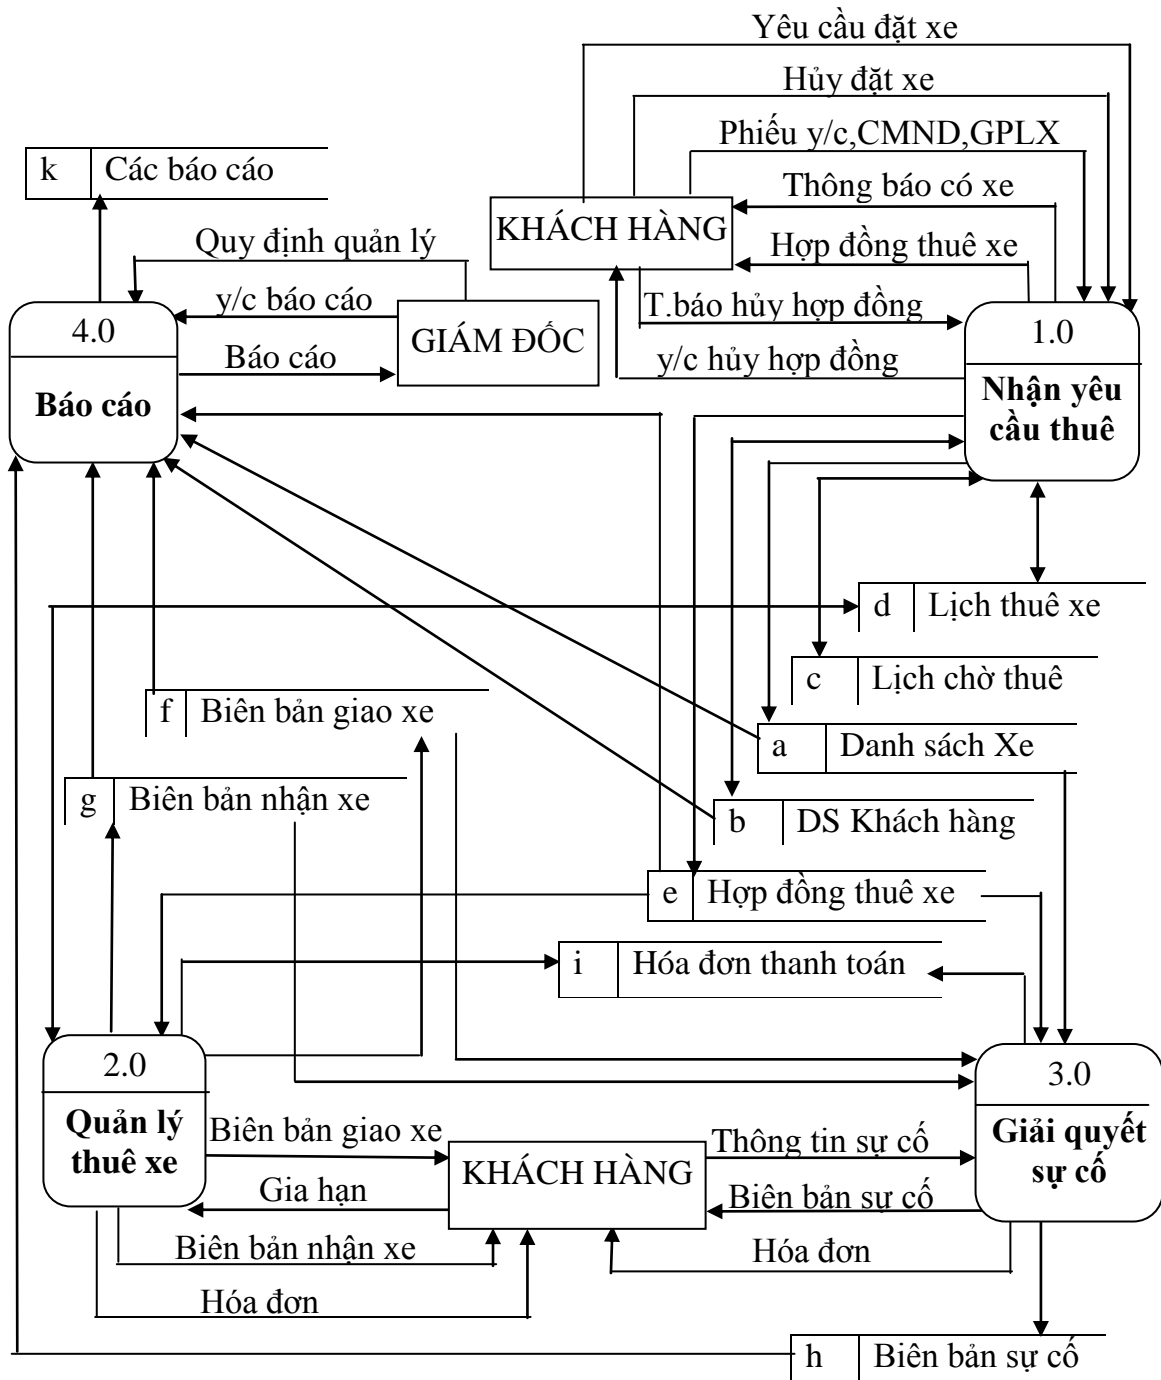 Yêu cầu đặt xe
Hủy đặt xe
Phiếu y/c,CMND,GPLX
k Các báo cáo
Thông báo có xe
KHÁCH HÀNG
Quy định quản lý
Hợp đồng thuê xe
y/c báo cáo
T.báo hủy hợp đồng
4.0
GIÁM ĐỐC
1.0
Báo cáo
y/c hủy hợp đồng
Báo cáo
Nhận yêu
cầu thuê
d Lịch thuê xe
c Lịch chờ thuê
f Biên bản giao xe
a Danh sách Xe
g Biên bản nhận xe
b DS Khách hàng
e Hợp đồng thuê xe
i Hóa đơn thanh toán
2.0
3.0
Quản lý
thuê xe
Biên bản giao xe
Thông tin sự cố
Giải quyết
sự cố
KHÁCH HÀNG
Gia hạn
Biên bản sự cố
Biên bản nhận xe
Hóa đơn
Hóa đơn
h Biên bản sự cố